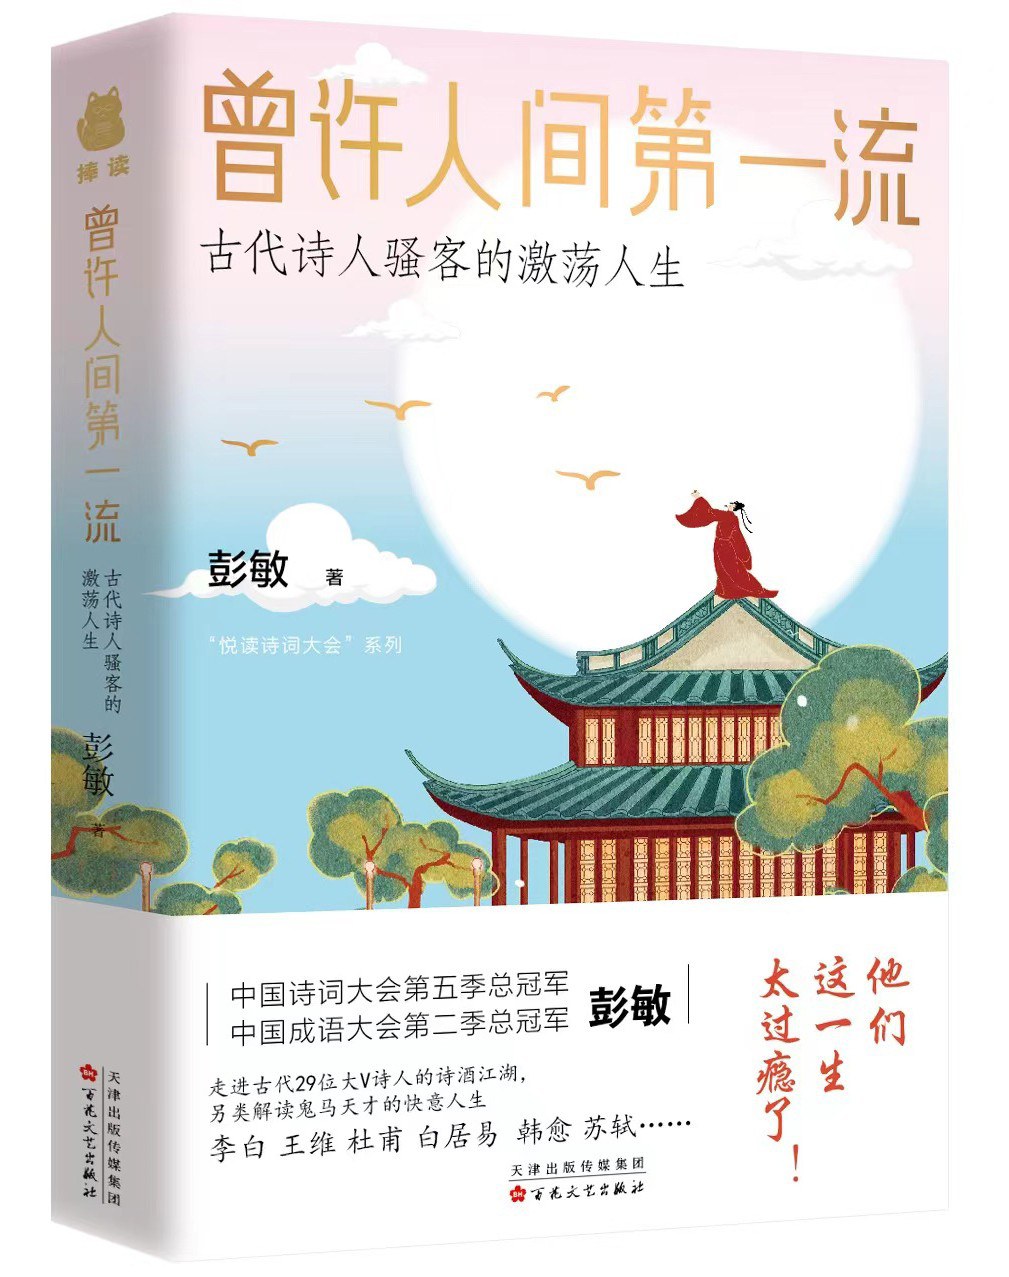 曾许人间第一流
古代诗人骚客的激荡人生
彭敏 著
“悦读诗词大会”系列
中国诗词大会第五季总冠军
中国成语大会第二季总冠军
彭敏
走进古代29位大V诗人的诗酒江湖，
另类解读鬼马天才的快意人生
李白 王维 杜甫 白居易 韩愈 苏轼……
他们
这一生
太过瘾了！
天津出版传媒集团
BH 百花文艺出版社
捧读
曾许人间第一流
古代诗人骚客的
激荡人生
彭敏 著
天津出版传媒集团
BH 百花文艺出版社